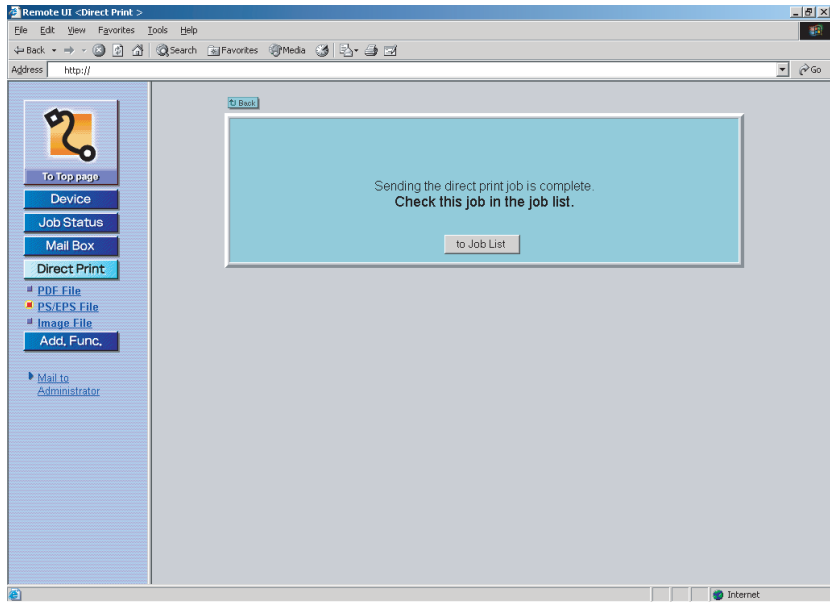 Remote UI <Direct Print >
File Edit View Favorites Tools Help
Back Search Favorites Media
Address http:// Go
Back
To Top page
Device
Job Status
Mail Box
Direct Print
PDF File
PS/EPS File
Image File
Add. Func.
Mail to
Administrator
Sending the direct print job is complete.
Check this job in the job list.
to Job List
Internet